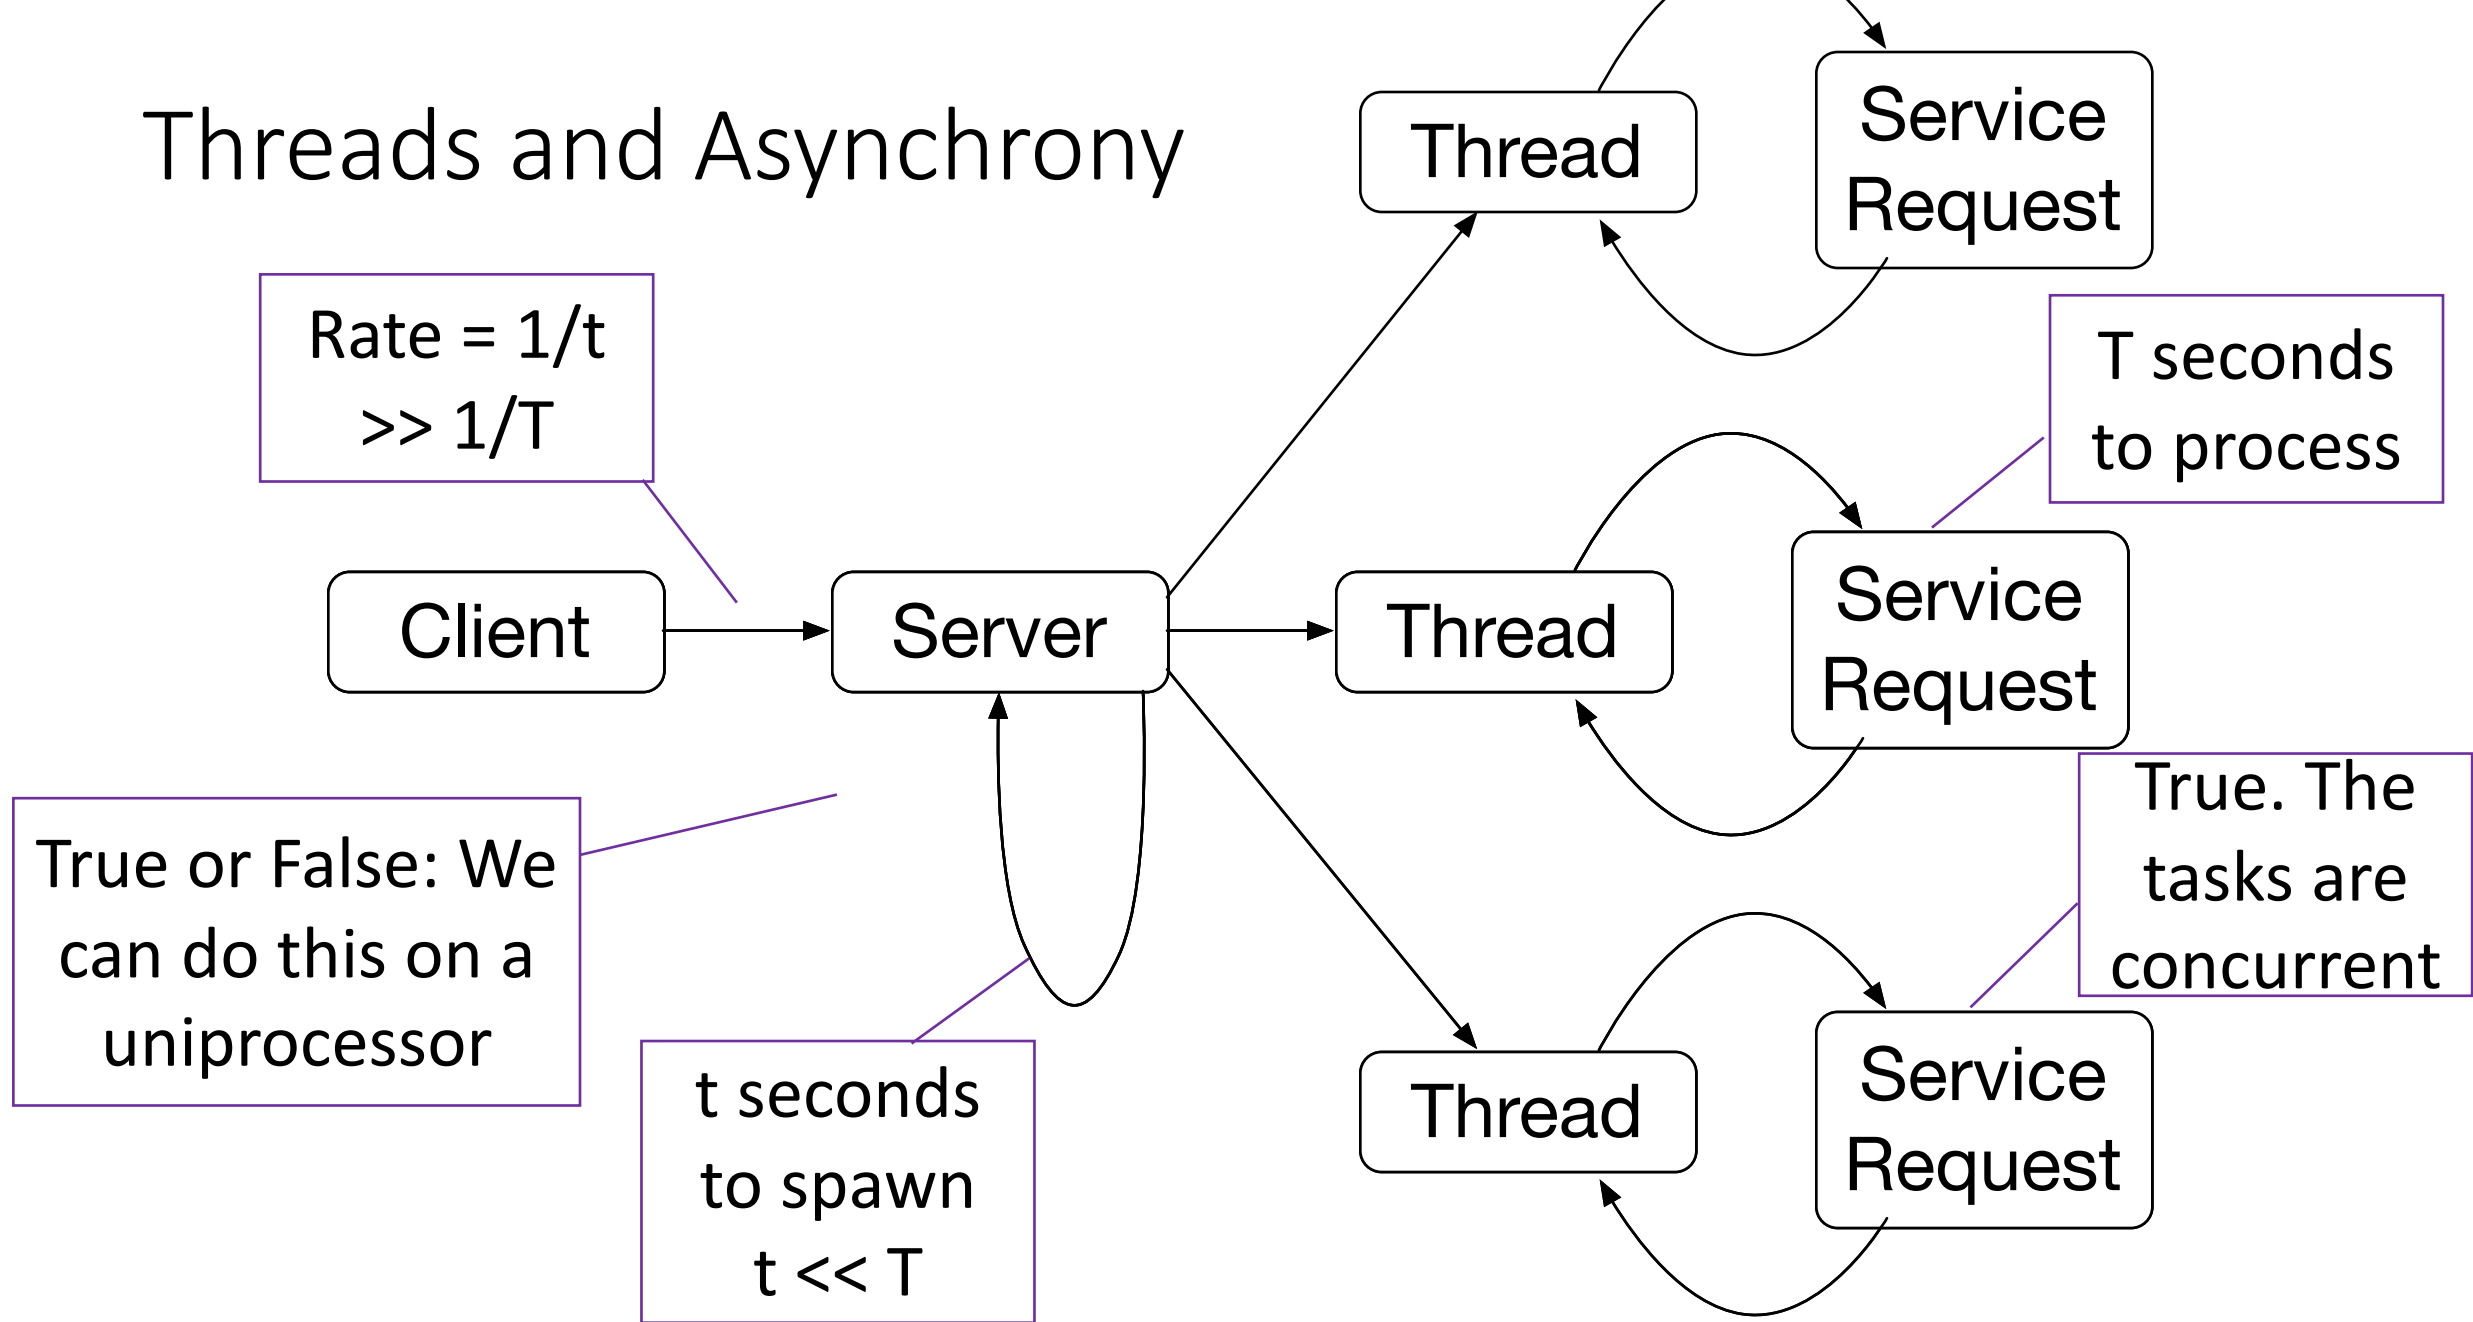 Threads and Asynchrony
Rate = 1/t
>> 1/T
Client
Server
Thread
Service
Request
T seconds
to process
Thread
Service
Request
True or False: We
can do this on a
uniprocessor
True. The
tasks are
concurrent
t seconds
to spawn
t << T
Thread
Service
Request